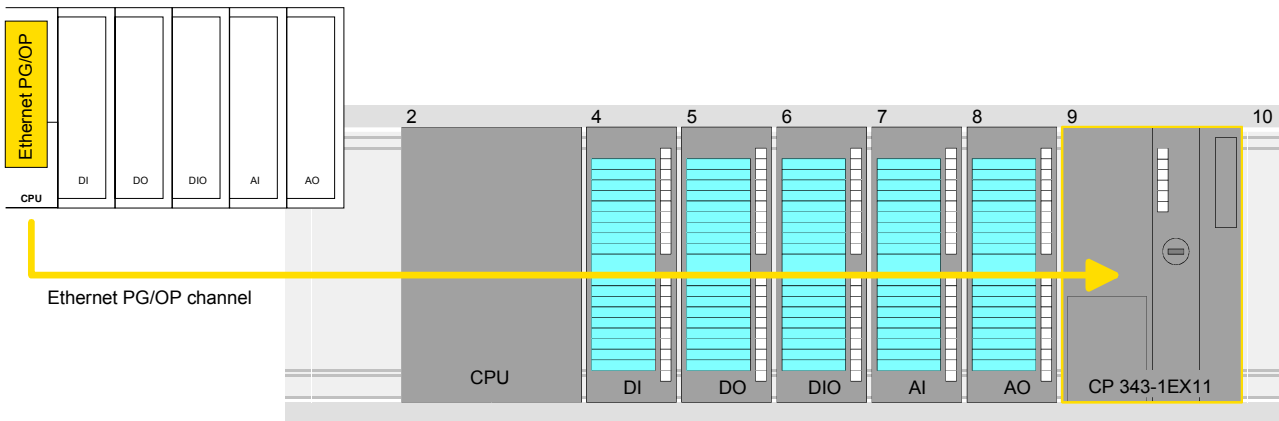 Ethernet PG/OP
CPU
DI
DO
DIO
AI
AO
2
4
5
6
7
8
9
10
Ethernet PG/OP channel
CPU
DI
DO
DIO
AI
AO
CP 343-1EX11